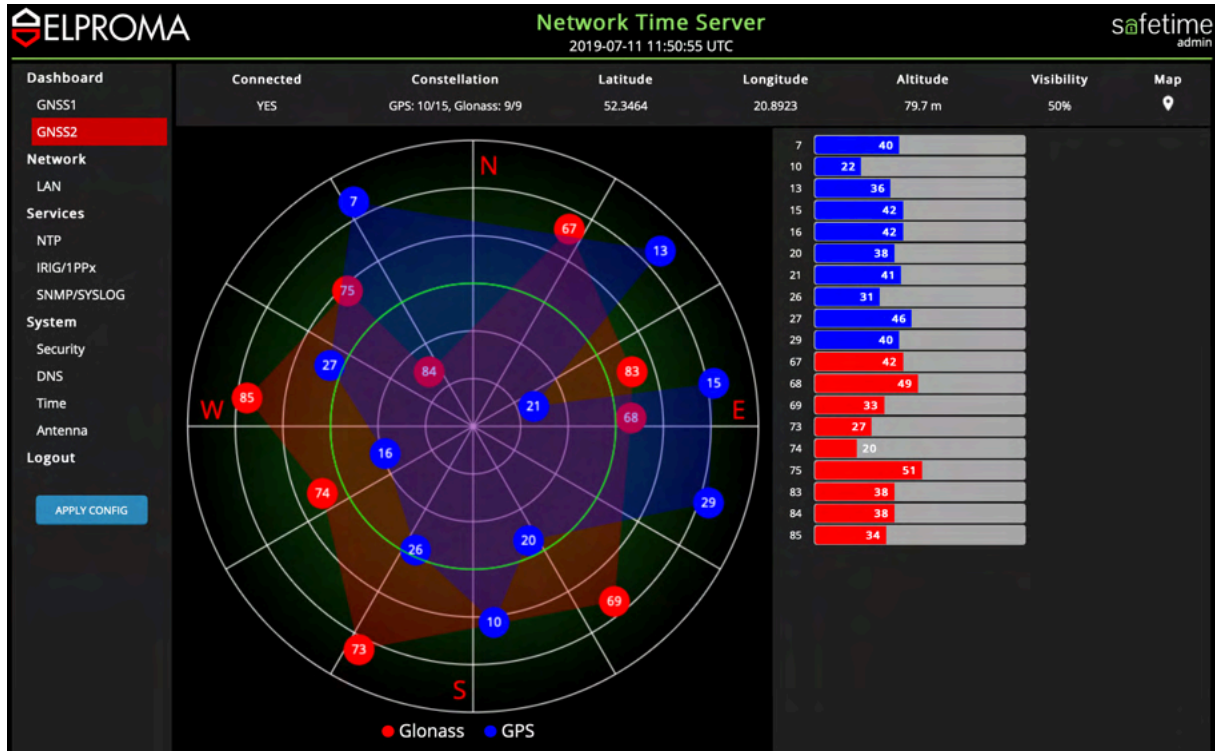 ELPROMA
Network Time Server
2019-07-11 11:50:55 UTC
safetime
admin
Dashboard
GNSS1
GNSS2
Network
LAN
Services
NTP
IRIG/1PPx
SNMP/SYSLOG
System
Security
DNS
Time
Antenna
Logout
APPLY CONFIG
Connected Constellation Latitude Longitude Altitude Visibility Map
YES GPS: 10/15, Glonass: 9/9 52.3464 20.8923 79.7 m 50%
N
7
67
13
75
27
84
83
15
85
W
21
68
E
16
74
29
26
20
69
10
73
S
Glonass GPS
7 40
10 22
13 36
15 42
16 42
20 38
21 41
26 31
27 46
29 40
67 42
68 49
69 33
73 27
74 20
75 51
83 38
84 38
85 34